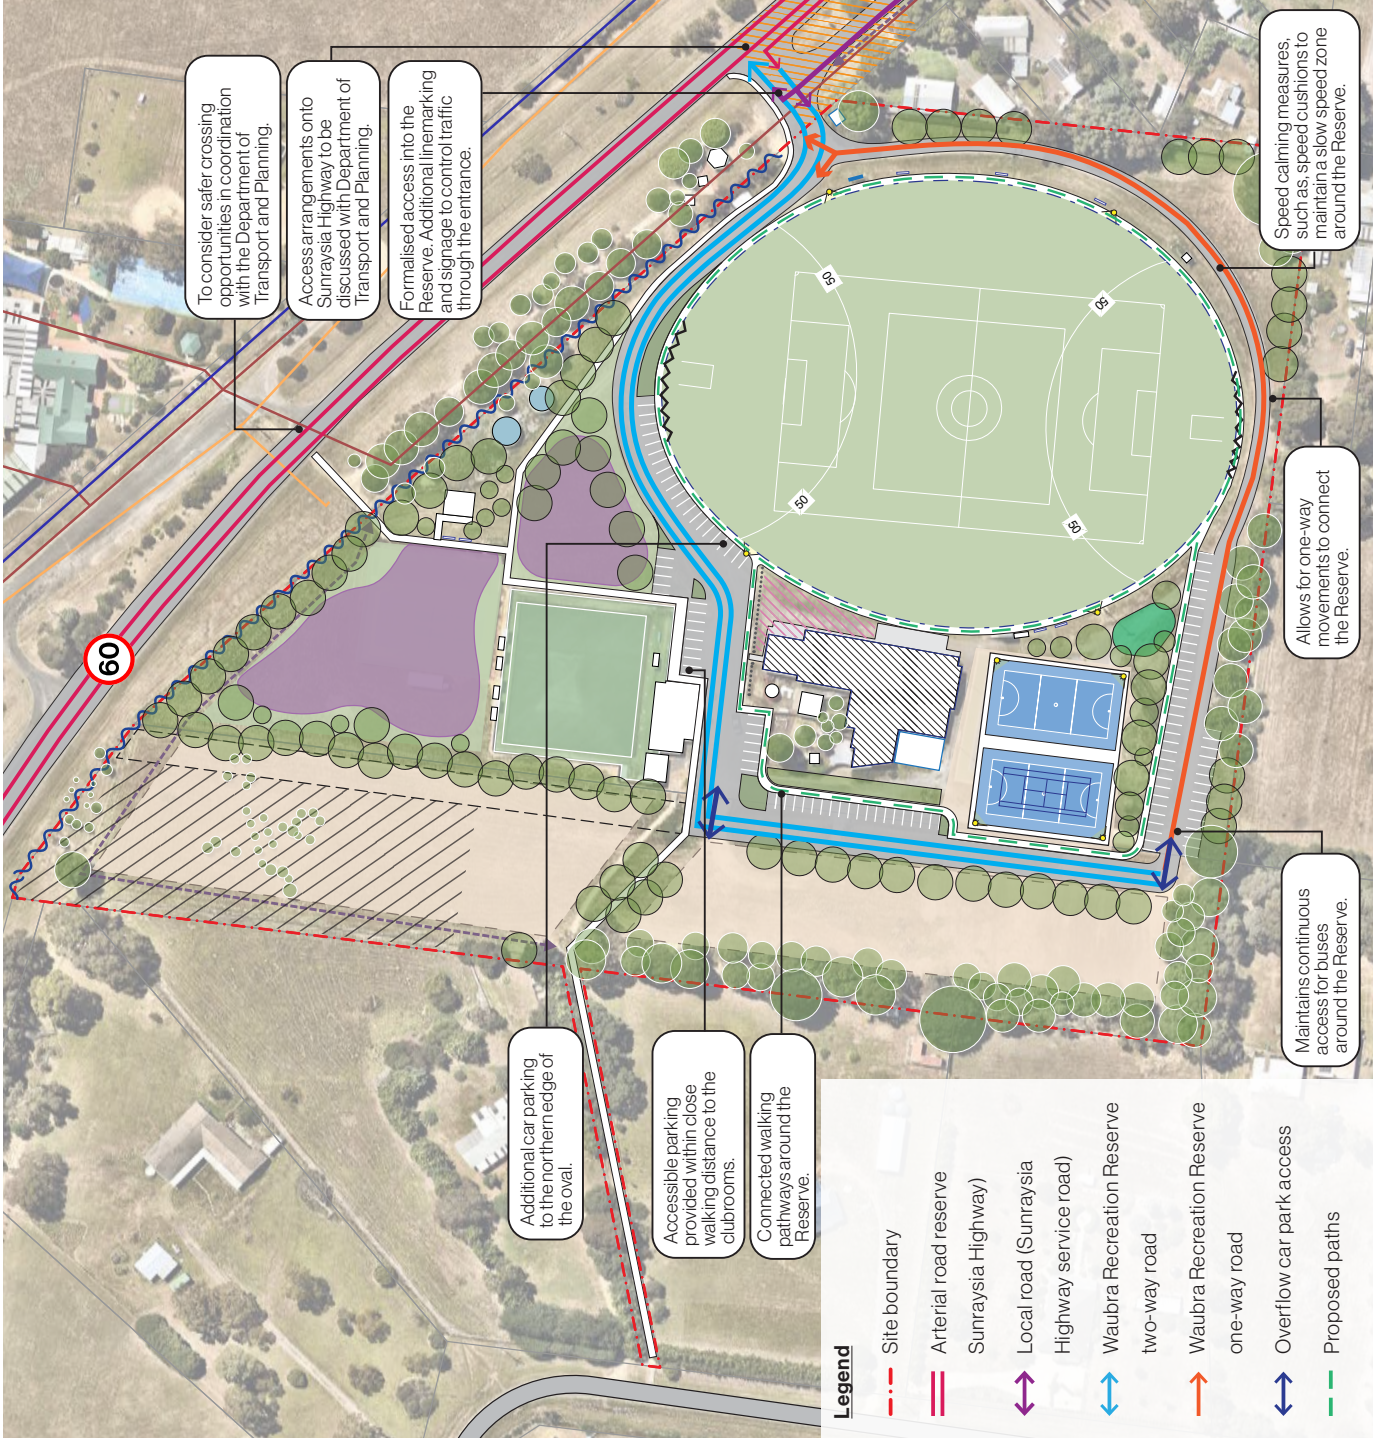 To consider safer crossing
opportunities in coordination
with the Department of
Transport and Planning.
Access arrangements onto
Sunraysia Highway to be
discussed with Department of
Transport and Planning.
Formalised access into the
Reserve. Additional linemarking
and signage to control traffic
through the entrance.
Speed calming measures,
such as, speed cushions to
maintain a slow speed zone
around the Reserve.
60
50
50
50
50
Allows for one-way
movements to connect
the Reserve.
Maintains continuous
access for buses
around the Reserve.
Additional car parking
to the northern edge of
the oval.
Accessible parking
provided within close
walking distance to the
clubrooms.
Connected walking
pathways around the
Reserve.
Legend
Site boundary
Arterial road reserve
Sunraysia Highway)
Local road (Sunraysia
Highway service road)
Waubra Recreation Reserve
two-way road
Waubra Recreation Reserve
one-way road
Overflow car park access
Proposed paths